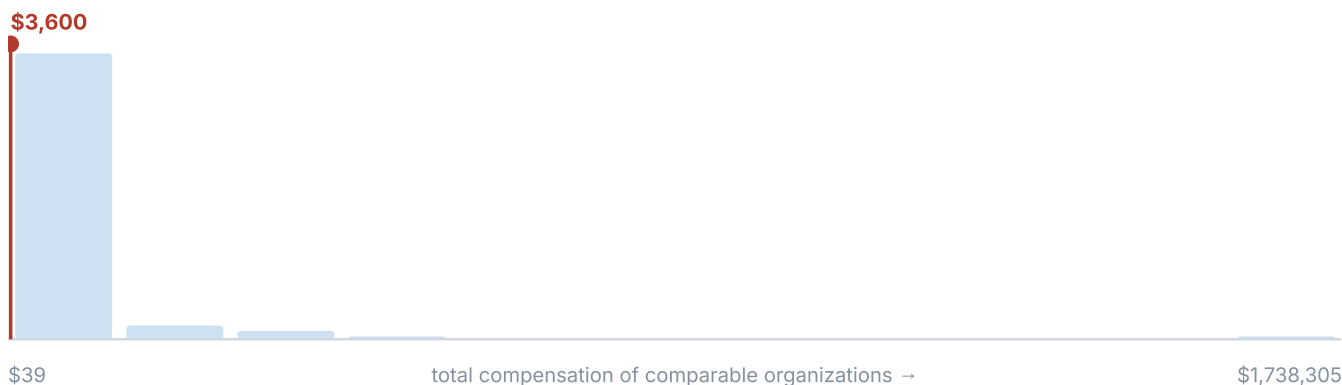 $3,600
$39 total compensation of comparable organizations → $1,738,305